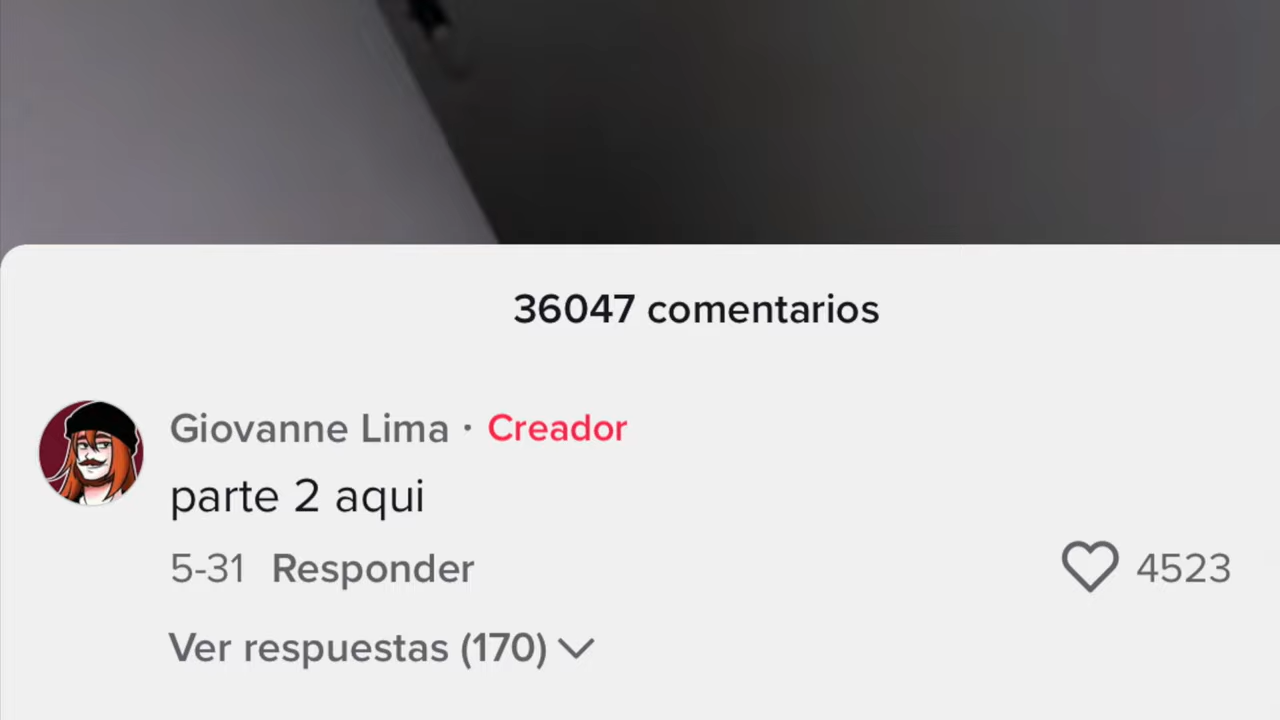 36047 comentarios
Giovanne Lima · Creador
parte 2 aqui
5-31 Responder 4523
Ver respuestas (170)